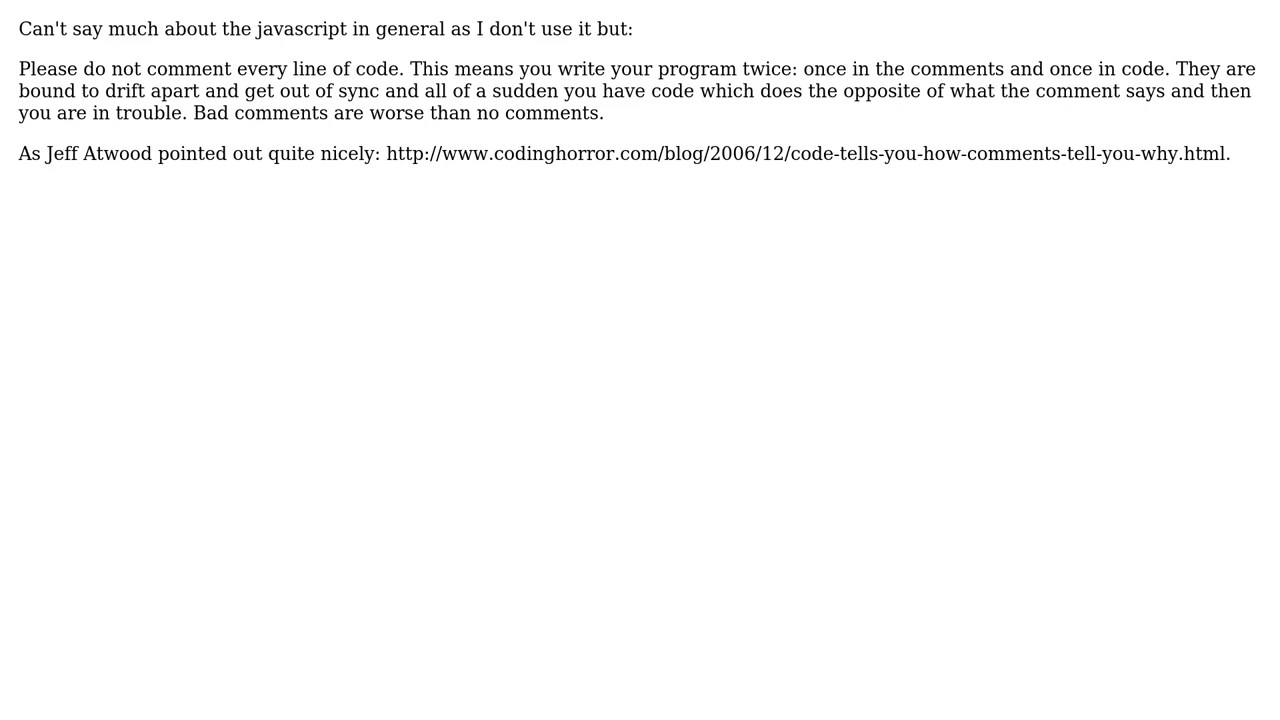 Can't say much about the javascript in general as I don't use it but:
Please do not comment every line of code. This means you write your program twice: once in the comments and once in code. They are
bound to drift apart and get out of sync and all of a sudden you have code which does the opposite of what the comment says and then
you are in trouble. Bad comments are worse than no comments.
As Jeff Atwood pointed out quite nicely: http://www.codinghorror.com/blog/2006/12/code-tells-you-how-comments-tell-you-why.html.